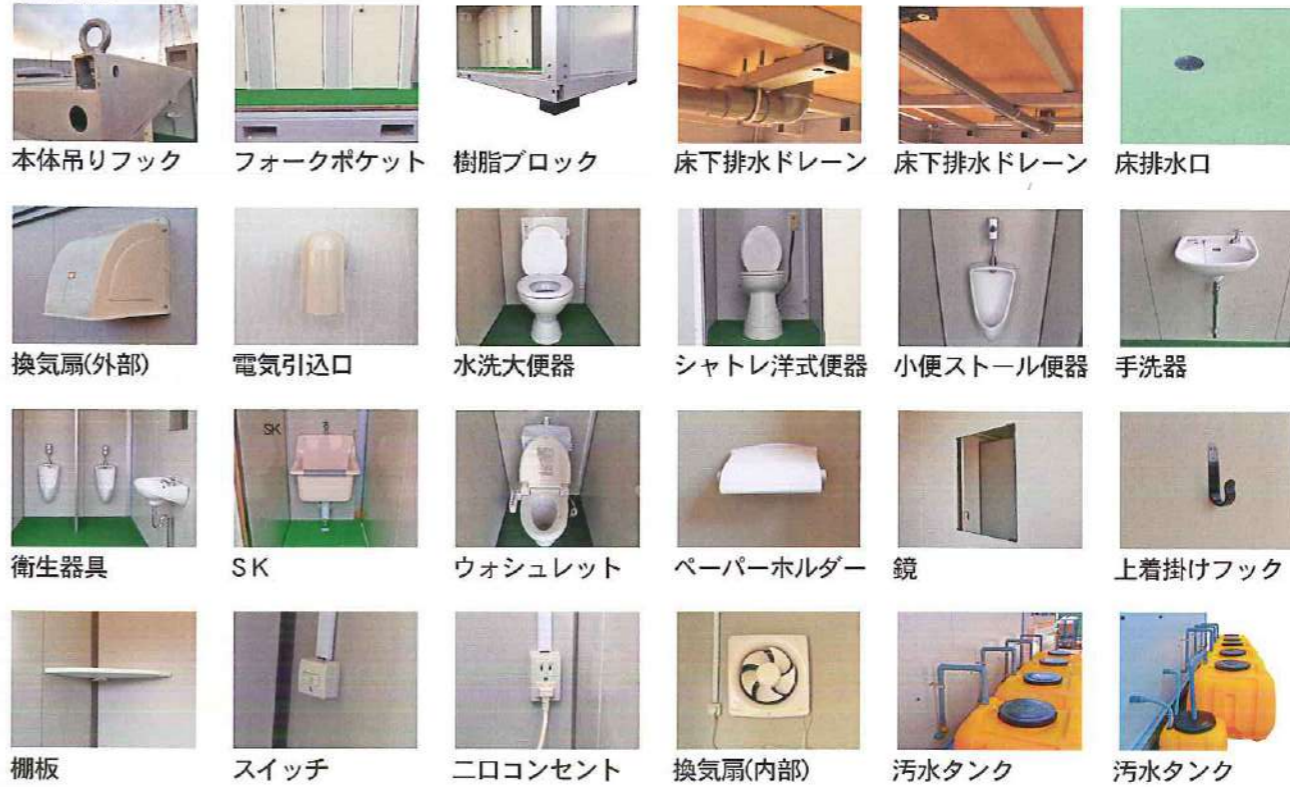 本体吊りフック
フォークポケット
樹脂ブロック
床下排水ドレーン
床下排水ドレーン
床排水口
換気扇(外部)
電気引込口
水洗大便器
シャトレ洋式便器
小便ストール便器
手洗器
SK
衛生器具
SK
ウォシュレット
ペーパーホルダー
鏡
上着掛けフック
棚板
スイッチ
二口コンセント
換気扇(内部)
汚水タンク
汚水タンク